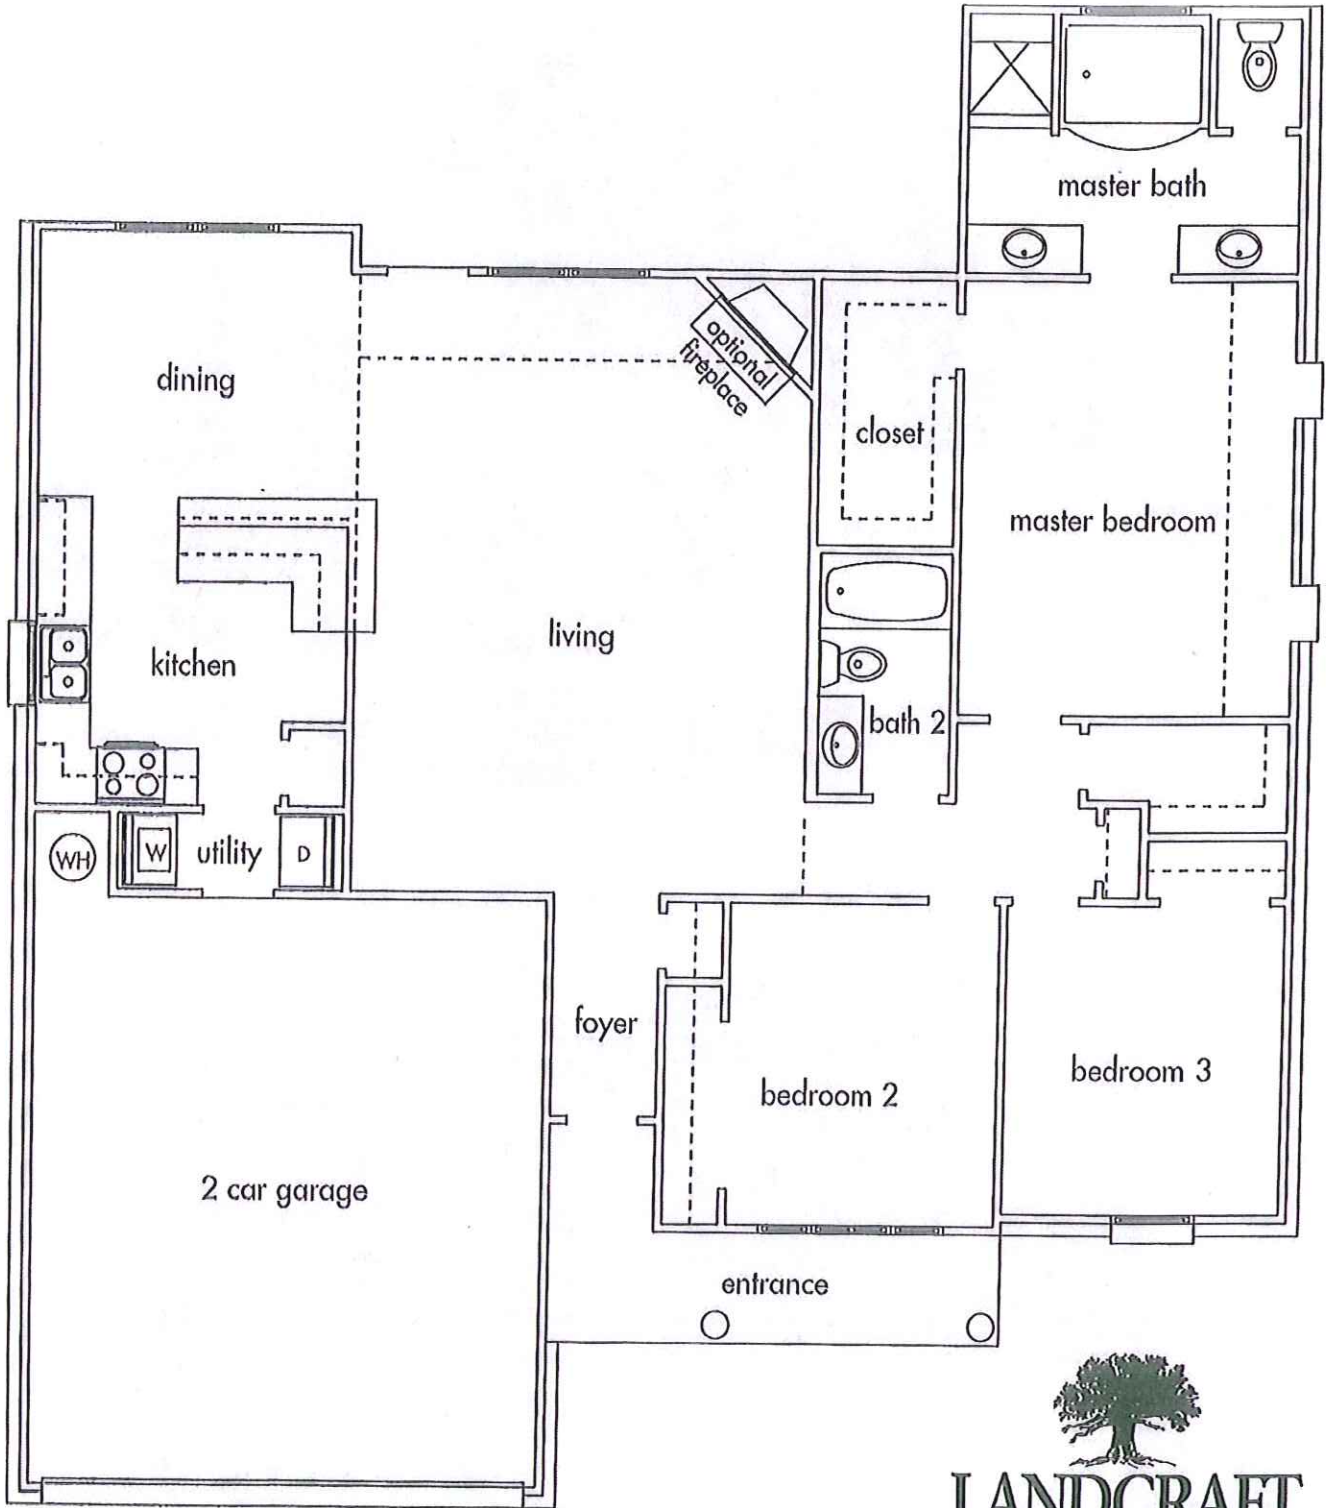 master bath
optional
fireplace
dining
closet
master bedroom
living
kitchen
bath 2
WH
W
utility
D
foyer
bedroom 2
bedroom 3
2 car garage
entrance
LANDCRAFT